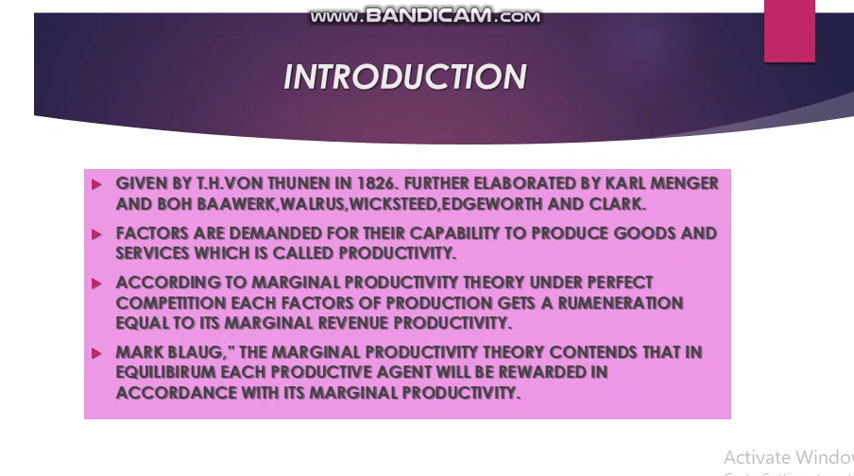 www.BANDICAM.com
INTRODUCTION
GIVEN BY T.H.VON THUNEN IN 1826. FURTHER ELABORATED BY KARL MENGER
AND BOH BAAWERK,WALRUS,WICKSTEED,EDGEWORTH AND CLARK.
FACTORS ARE DEMANDED FOR THEIR CAPABILITY TO PRODUCE GOODS AND
SERVICES WHICH IS CALLED PRODUCTIVITY.
ACCORDING TO MARGINAL PRODUCTIVITY THEORY UNDER PERFECT
COMPETITION EACH FACTORS OF PRODUCTION GETS A RUMENERATION
EQUAL TO ITS MARGINAL REVENUE PRODUCTIVITY.
MARK BLAUG,” THE MARGINAL PRODUCTIVITY THEORY CONTENDS THAT IN
EQUILIBIRUM EACH PRODUCTIVE AGENT WILL BE REWARDED IN
ACCORDANCE WITH ITS MARGINAL PRODUCTIVITY.
Activate Window